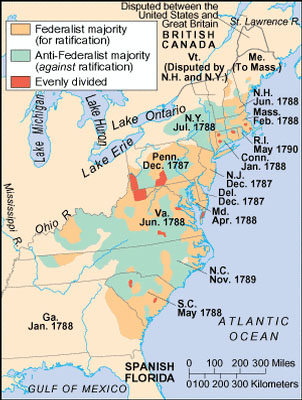 Disputed between the
United States and
Great Britain
BRITISH
CANADA
St. Lawrence R.
Federalist majority
(for ratification)
Anti-Federalist majority
(against ratification)
Evenly divided
Vt.
(Disputed by
N.H. and N.Y.)
Me.
(To Mass.)
Lake Michigan
Lake Huron
Lake Ontario
Lake Erie
N.Y.
Jul. 1788
N.H.
Jun. 1788
Mass.
Feb. 1788
R.I.
May 1790
Conn.
Jan. 1788
Penn.
Dec. 1787
N.J.
Dec. 1787
Del.
Dec. 1787
Md.
Apr. 1788
Mississippi R.
Ohio R.
Va.
Jun. 1788
N.C.
Nov. 1789
S.C.
May 1788
Ga.
Jan. 1788
ATLANTIC
OCEAN
SPANISH
FLORIDA
GULF OF MEXICO
0 100 200 300 Miles
0 100 200 300 Kilometers